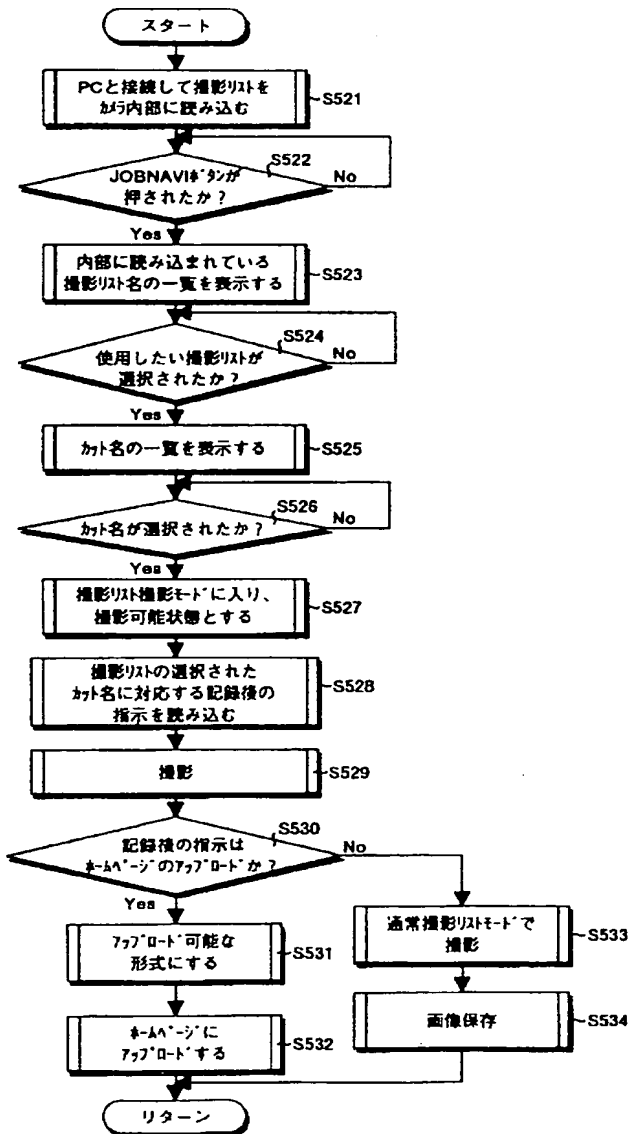 スタート
PCと接続して撮影リストを
ｶﾒﾗ内部に読み込む
S521
S522
JOBNAVIﾎﾞﾀﾝが
押されたか?
No
Yes
内部に読み込まれている
撮影リスト名の一覧を表示する
S523
S524
使用したい撮影リストが
選択されたか?
No
Yes
ｶｯﾄ名の一覧を表示する
S525
S526
ｶｯﾄ名が選択されたか?
No
Yes
撮影ﾘｽﾄ撮影ﾓｰﾄﾞに入り、
撮影可能状態とする
S527
撮影ﾘｽﾄの選択された
ｶｯﾄ名に対応する記録後の
指示を読み込む
S528
撮影
S529
S530
記録後の指示は
ﾎｰﾑﾍﾟｰｼﾞのｱｯﾌﾟﾛｰﾄﾞか?
No
Yes
ｱｯﾌﾟﾛｰﾄﾞ可能な
形式にする
S531
通常撮影ﾘｽﾄﾓｰﾄﾞで
撮影
S533
ﾎｰﾑﾍﾟｰｼﾞに
ｱｯﾌﾟﾛｰﾄﾞする
S532
画像保存
S534
リターン